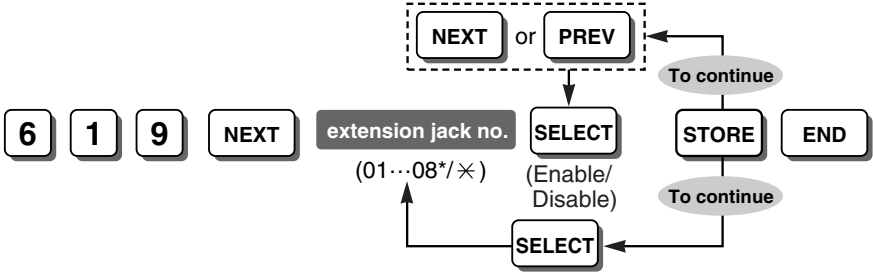 NEXT or PREV
To continue
6 1 9 NEXT extension jack no. SELECT STORE END
(01···08*/✳)
(Enable/
Disable)
To continue
SELECT